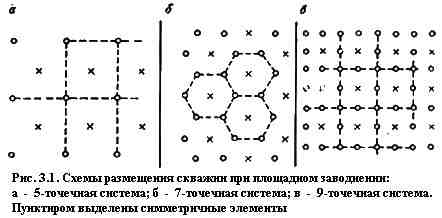 а б в
Рис. 3.1. Схемы размещения скважин при площадном заводнении:
а - 5-точечная система; б - 7-точечная система; в - 9-точечная система.
Пунктиром выделены симметричные элементы